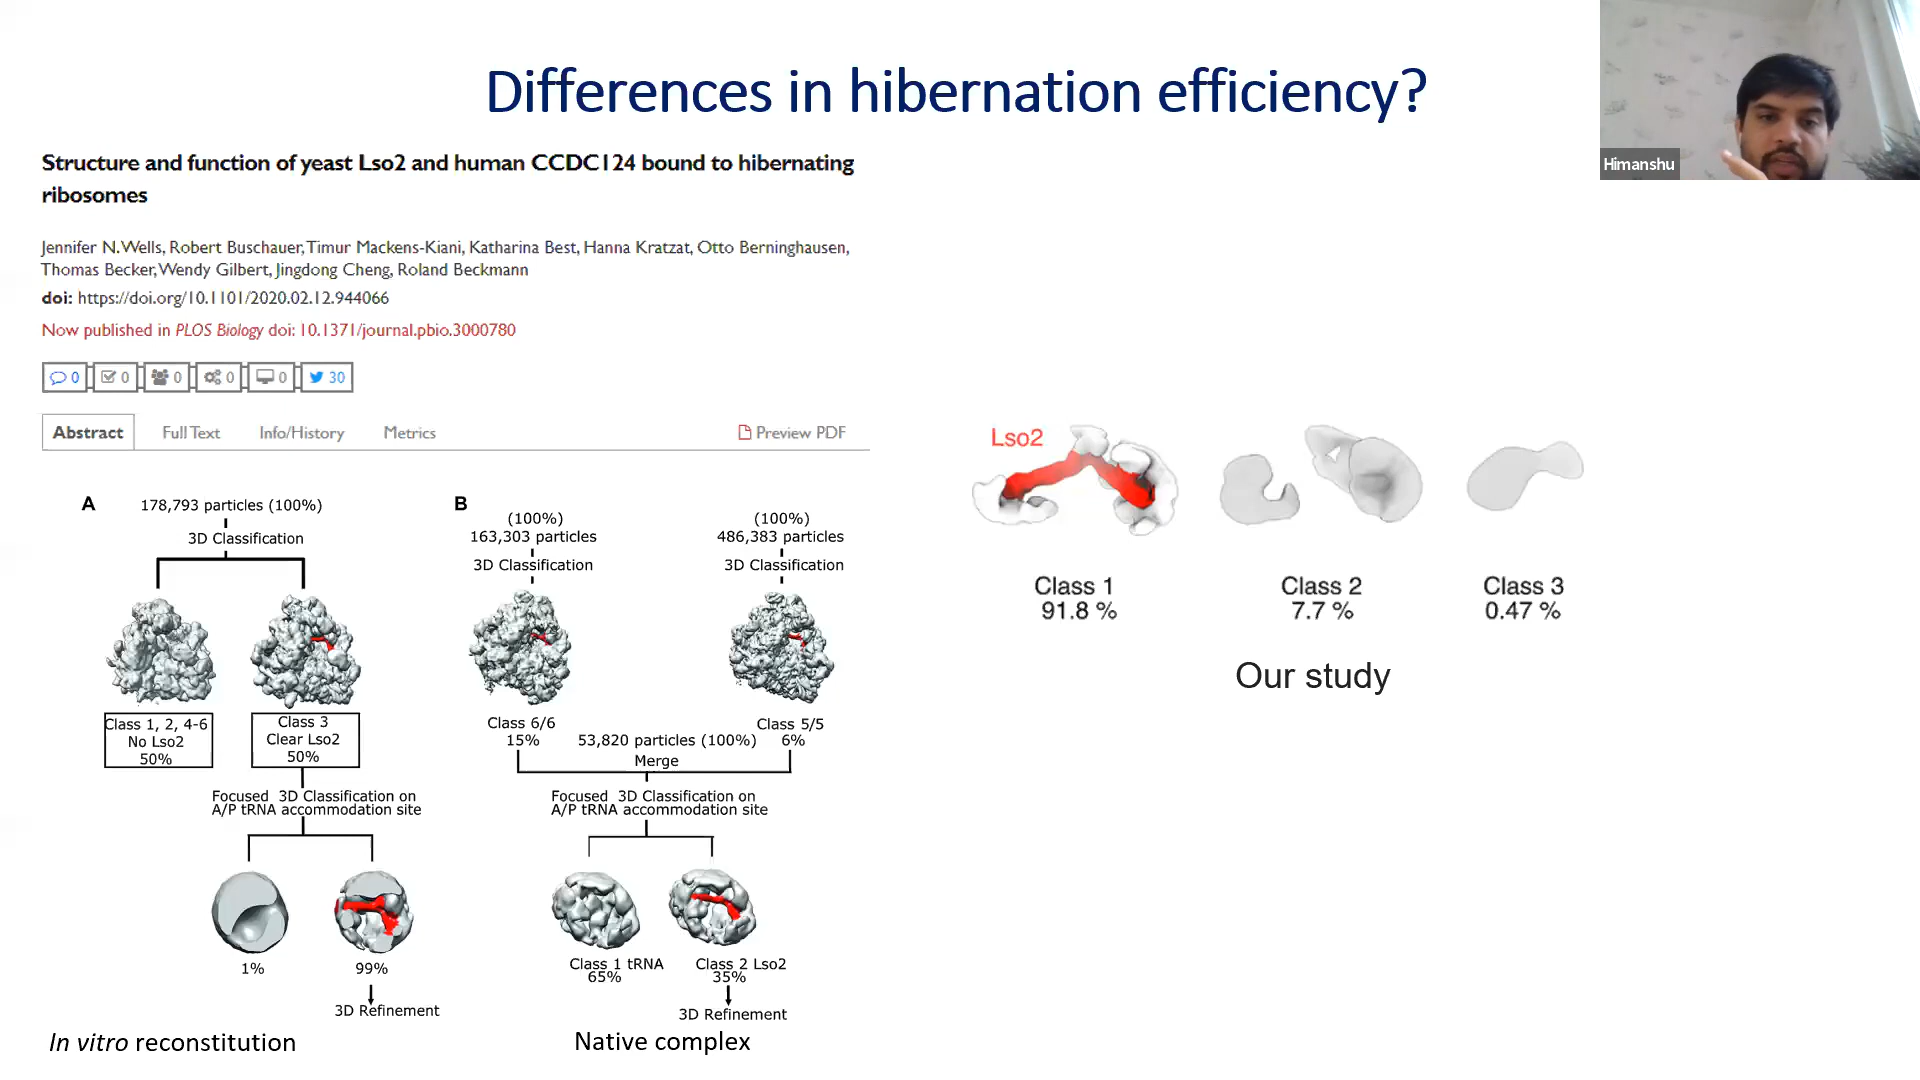 Differences in hibernation efficiency?
Himanshu
Structure and function of yeast Lso2 and human CCDC124 bound to hibernating
ribosomes
Jennifer N. Wells, Robert Buschauer, Timur Mackens-Kiani, Katharina Best, Hanna Kratzat, Otto Berninghausen,
Thomas Becker, Wendy Gilbert, Jingdong Cheng, Roland Beckmann
doi: https://doi.org/10.1101/2020.02.12.944066
Now published in PLOS Biology doi: 10.1371/journal.pbio.3000780
0 0 0 0 0 30
Abstract Full Text Info/History Metrics Preview PDF
A
178,793 particles (100%)
3D Classification
Class 1, 2, 4-6
No Lso2
50%
Class 3
Clear Lso2
50%
Focused 3D Classification on
A/P tRNA accommodation site
1%
99%
3D Refinement
In vitro reconstitution
B
(100%)
163,303 particles
3D Classification
(100%)
486,383 particles
3D Classification
Class 6/6
15%
Class 5/5
6%
53,820 particles (100%)
Merge
Focused 3D Classification on
A/P tRNA accommodation site
Class 1 tRNA
65%
Class 2 Lso2
35%
3D Refinement
Native complex
Lso2
Class 1
91.8 %
Class 2
7.7 %
Class 3
0.47 %
Our study